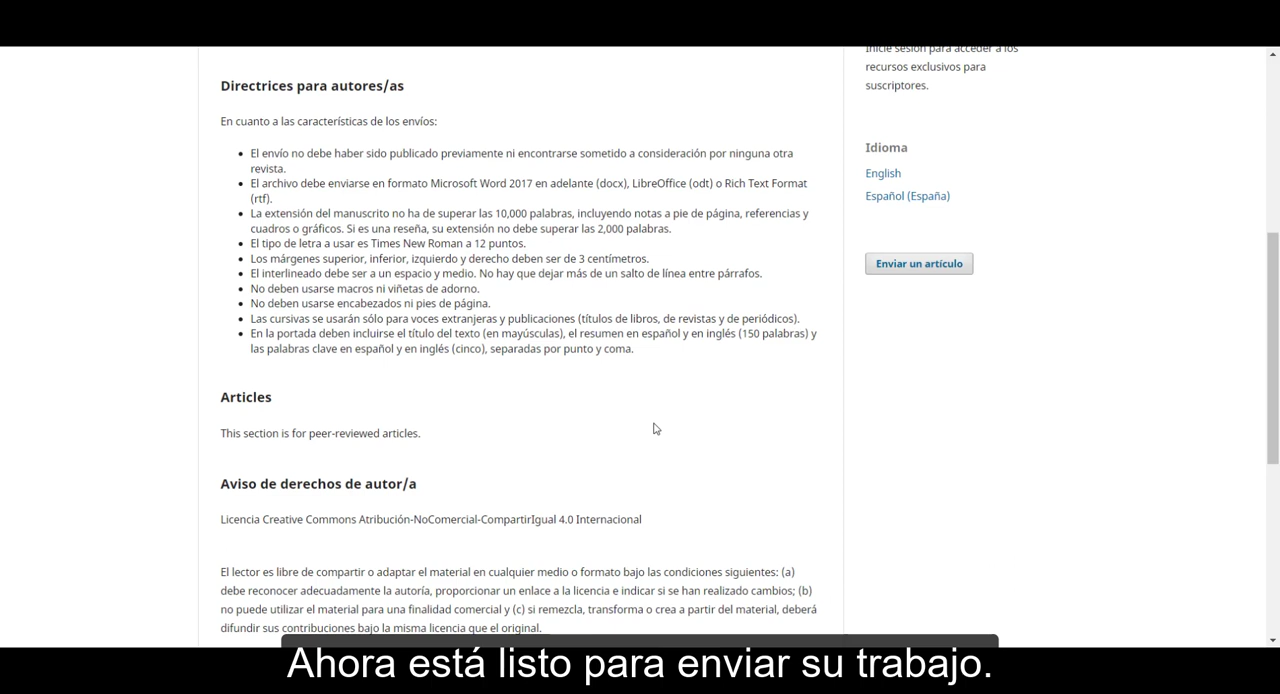 Inicie sesión para acceder a los
recursos exclusivos para
suscriptores.
Directrices para autores/as
En cuanto a las características de los envíos:
El envío no debe haber sido publicado previamente ni encontrarse sometido a consideración por ninguna otra
revista.
El archivo debe enviarse en formato Microsoft Word 2017 en adelante (docx), LibreOffice (odt) o Rich Text Format
(rtf).
La extensión del manuscrito no ha de superar las 10,000 palabras, incluyendo notas a pie de página, referencias y
cuadros o gráficos. Si es una reseña, su extensión no debe superar las 2,000 palabras.
El tipo de letra a usar es Times New Roman a 12 puntos.
Los márgenes superior, inferior, izquierdo y derecho deben ser de 3 centímetros.
El interlineado debe ser a un espacio y medio. No hay que dejar más de un salto de línea entre párrafos.
No deben usarse macros ni viñetas de adorno.
No deben usarse encabezados ni pies de página.
Las cursivas se usarán sólo para voces extranjeras y publicaciones (títulos de libros, de revistas y de periódicos).
En la portada deben incluirse el título del texto (en mayúsculas), el resumen en español y en inglés (150 palabras) y
las palabras clave en español y en inglés (cinco), separadas por punto y coma.
Idioma
English
Español (España)
Enviar un artículo
Articles
This section is for peer-reviewed articles.
Aviso de derechos de autor/a
Licencia Creative Commons Atribución-NoComercial-CompartirIgual 4.0 Internacional
El lector es libre de compartir o adaptar el material en cualquier medio o formato bajo las condiciones siguientes: (a)
debe reconocer adecuadamente la autoría, proporcionar un enlace a la licencia e indicar si se han realizado cambios; (b)
no puede utilizar el material para una finalidad comercial y (c) si remezcla, transforma o crea a partir del material, deberá
difundir sus contribuciones bajo la misma licencia que el original.
Ahora está listo para enviar su trabajo.